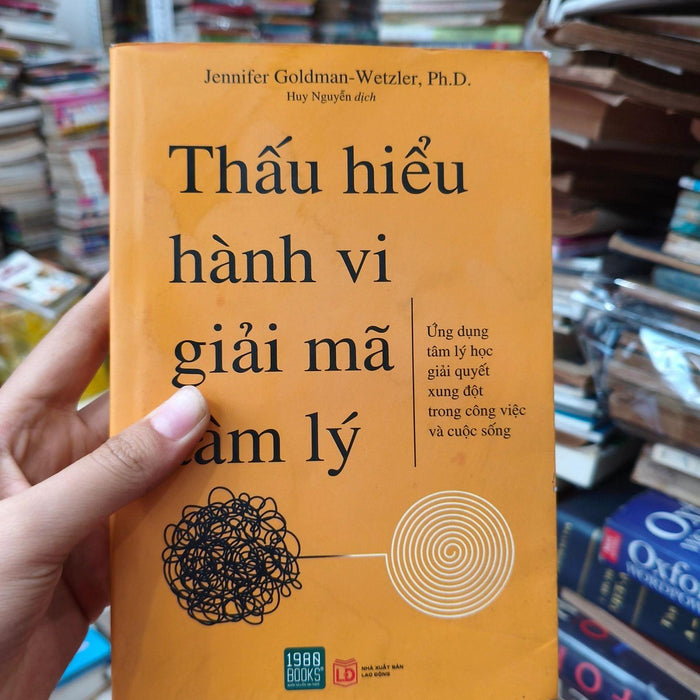 Jennifer Goldman-Wetzler, Ph.D.
Huy Nguyễn dịch
Thấu hiểu
hành vi
giải mã
tâm lý
Ứng dụng
tâm lý học
giải quyết
xung đột
trong công việc
và cuộc sống
1980
BOOKS
LĐ
NHÀ XUẤT BẢN
LAO ĐỘNG
Oxford
WORDPOWER